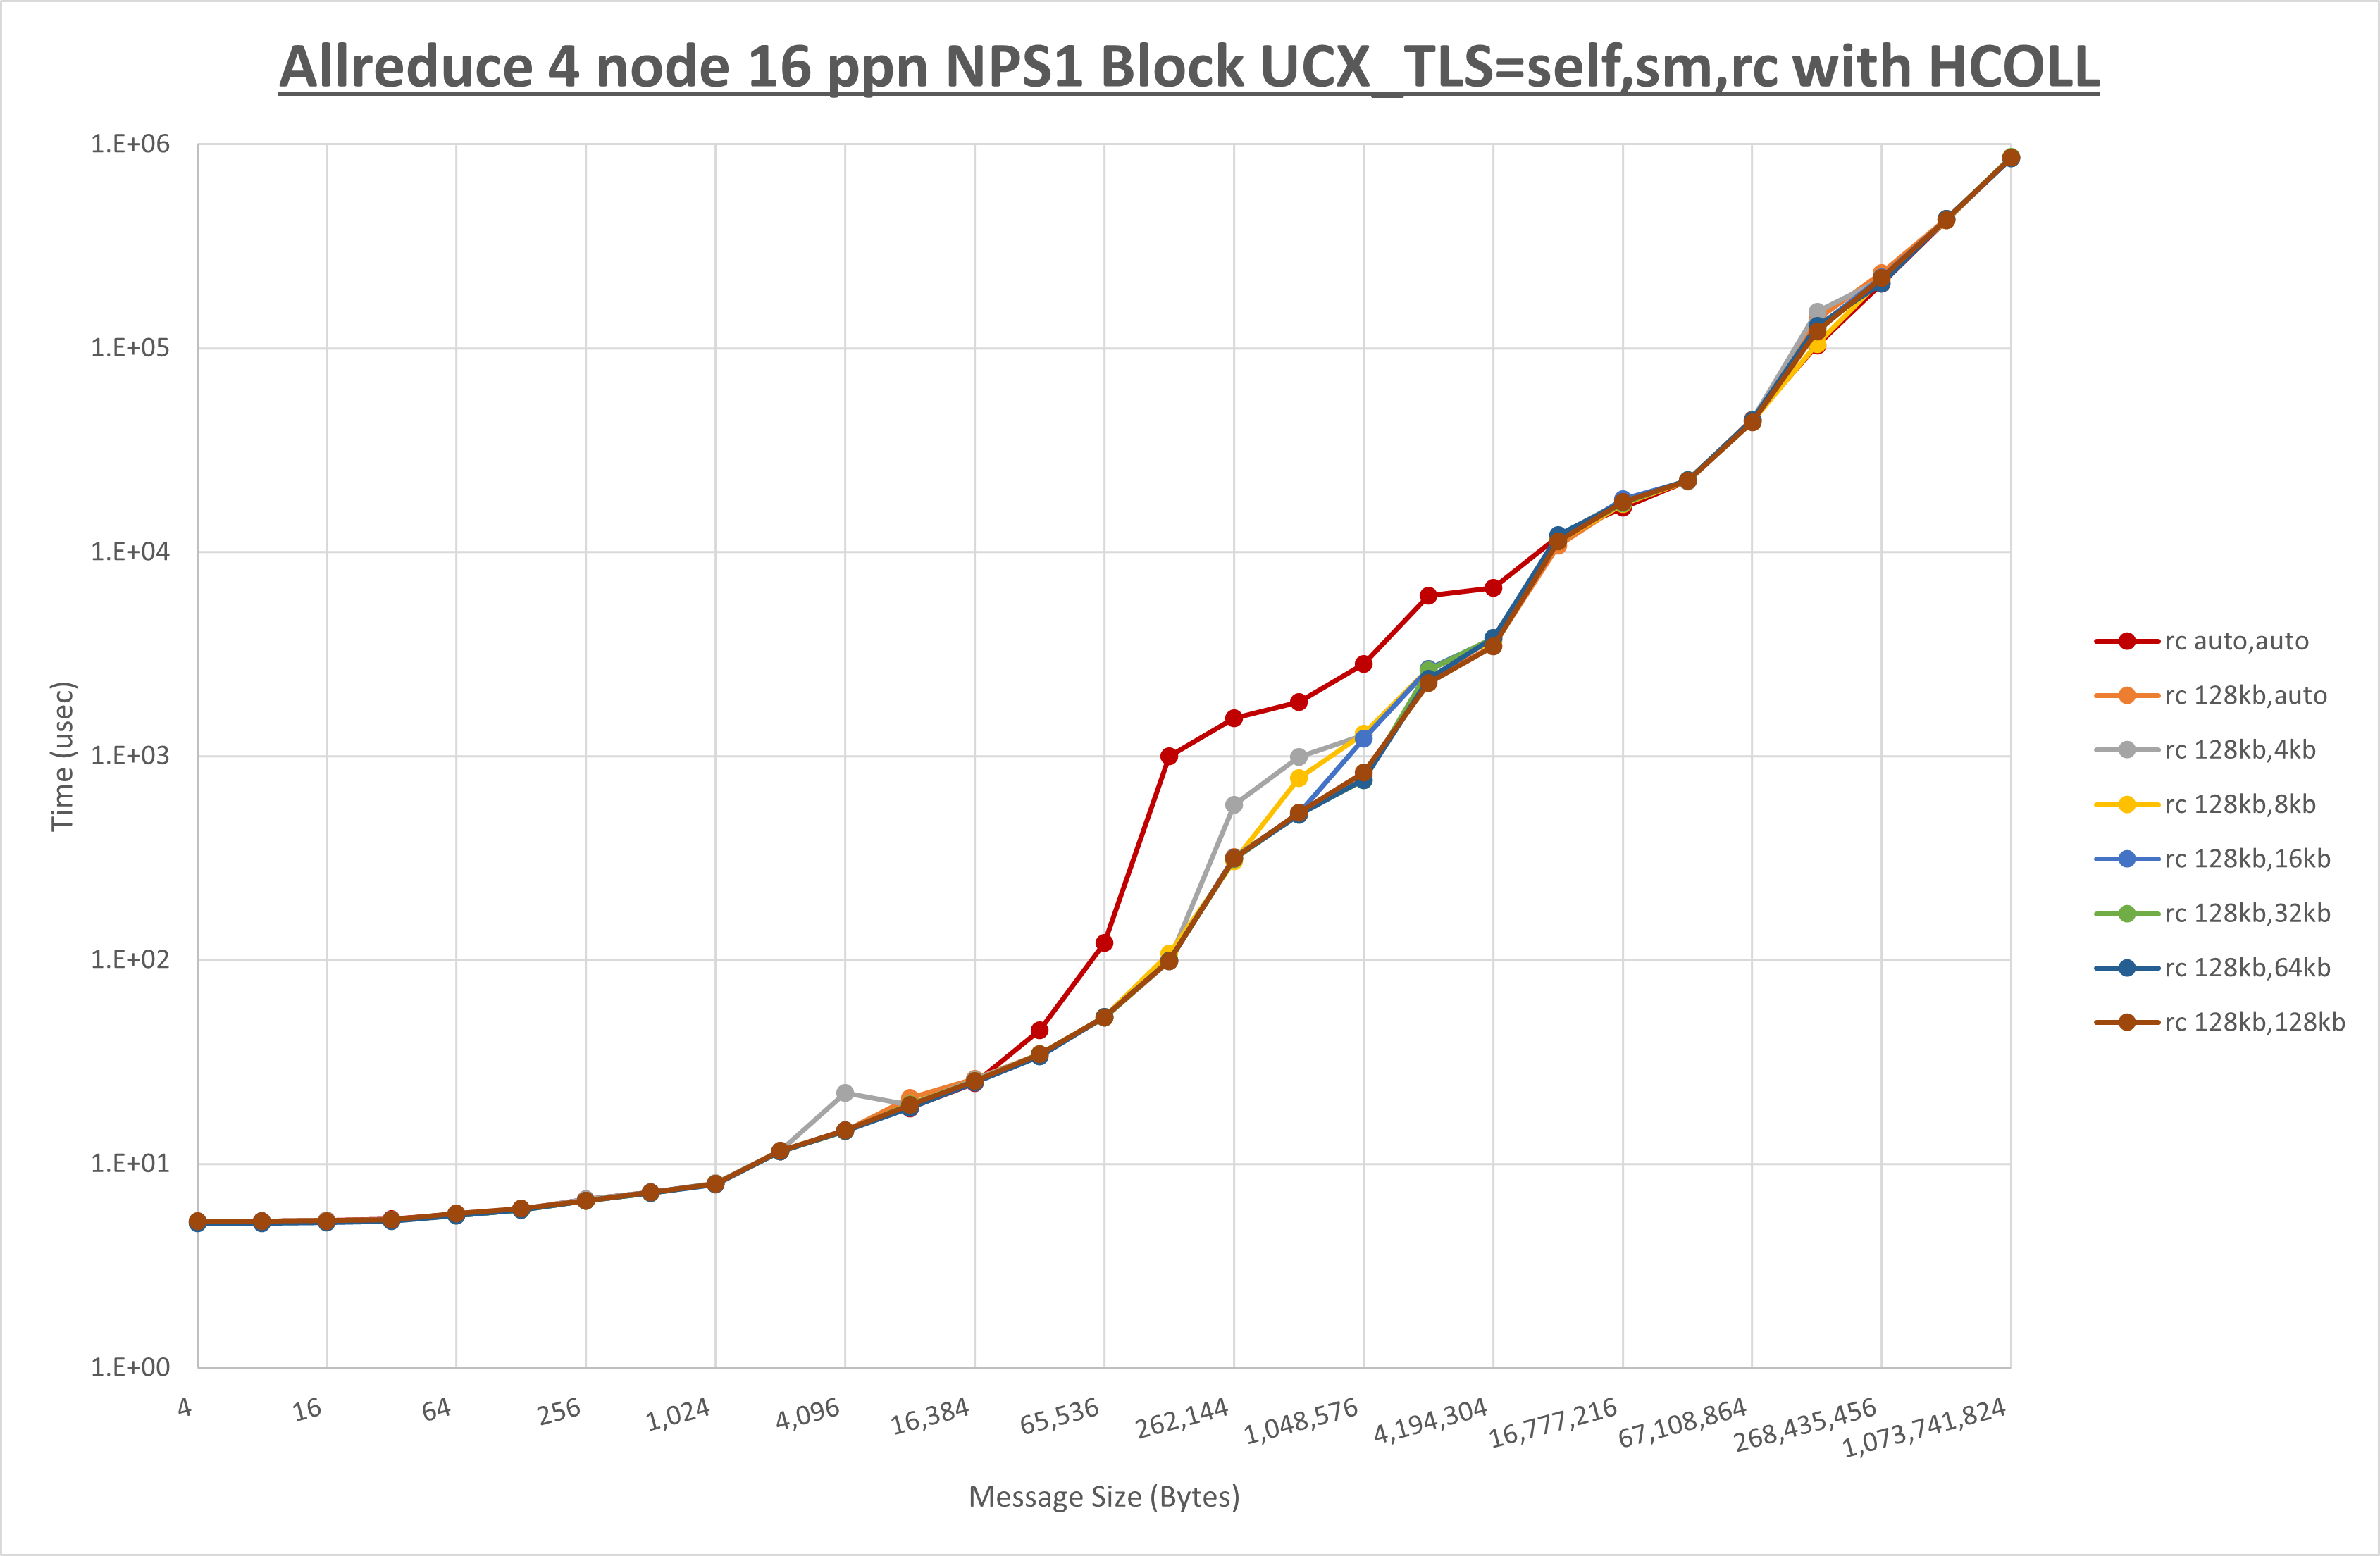 Allreduce 4 node 16 ppn NPS1 Block UCX_TLS=self,sm,rc with HCOLL
1.E+06
1.E+05
1.E+04
1.E+03
1.E+02
1.E+01
1.E+00
Time (usec)
4
16
64
256
1,024
4,096
16,384
65,536
262,144
1,048,576
4,194,304
16,777,216
67,108,864
268,435,456
1,073,741,824
Message Size (Bytes)
rc auto,auto
rc 128kb,auto
rc 128kb,4kb
rc 128kb,8kb
rc 128kb,16kb
rc 128kb,32kb
rc 128kb,64kb
rc 128kb,128kb